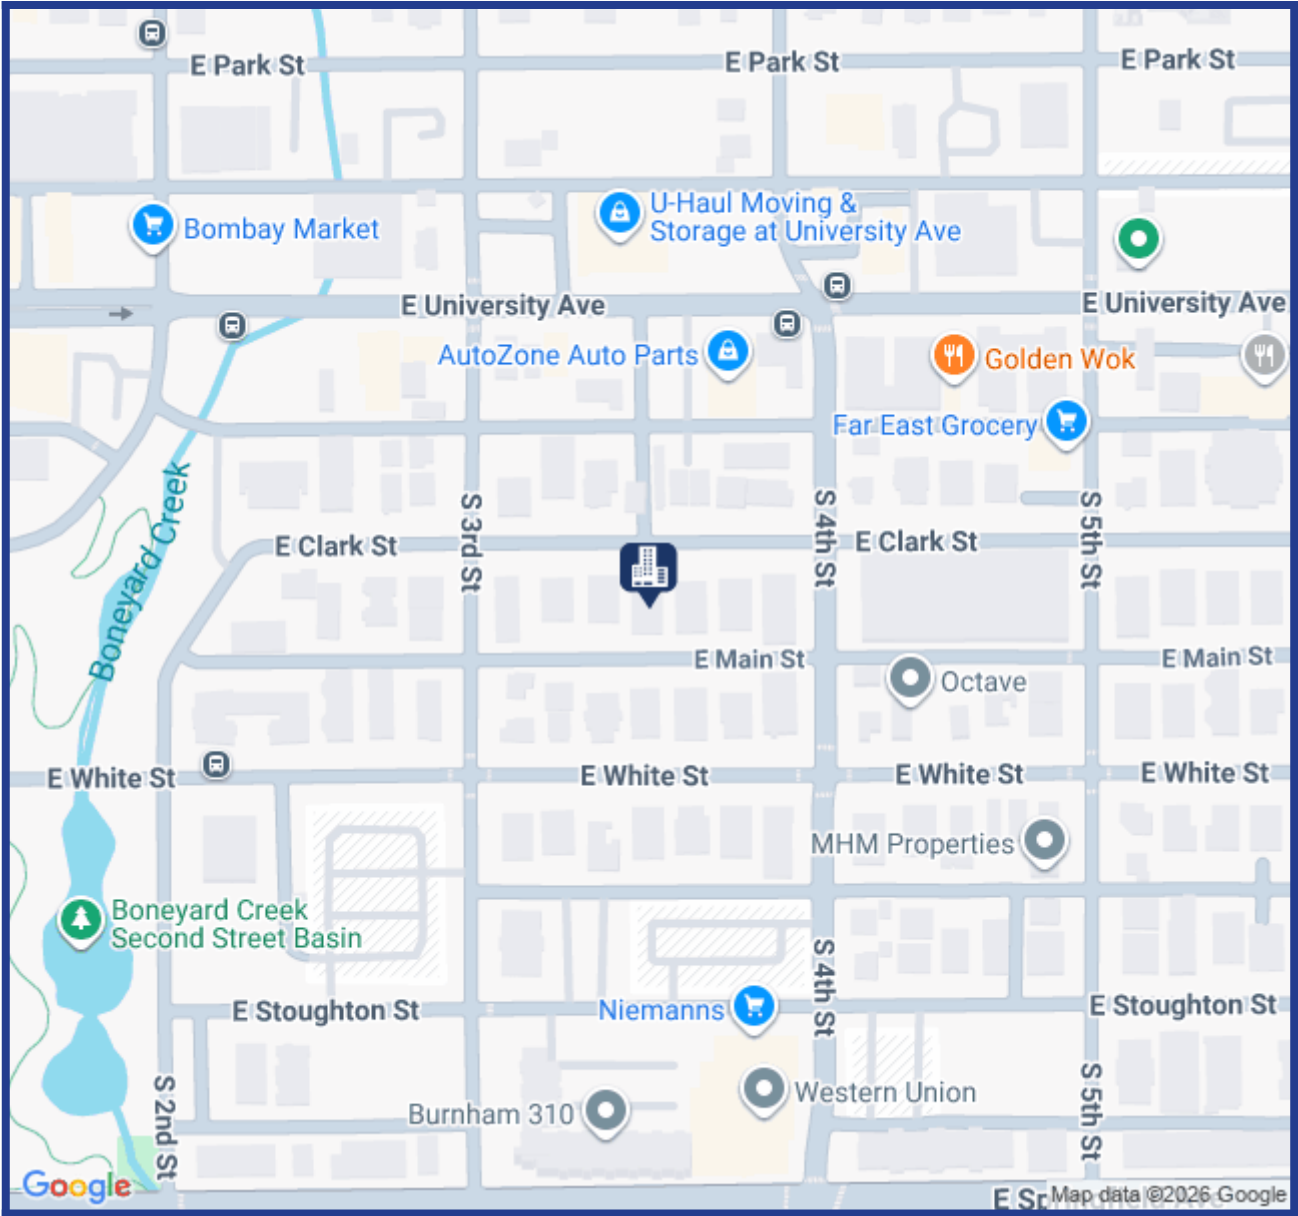 E Park St
E Park St
E Park St
Bombay Market
U-Haul Moving &
Storage at University Ave
E University Ave
E University Ave
AutoZone Auto Parts
Golden Wok
Far East Grocery
Boneyard Creek
S 3rd St
S 4th St
S 5th St
E Clark St
E Clark St
E Main St
E Main St
Octave
E White St
E White St
E White St
E White St
MHM Properties
Boneyard Creek
Second Street Basin
S 4th St
E Stoughton St
Niemanns
E Stoughton St
S 2nd St
Burnham 310
Western Union
S 5th St
Google
Map data ©2026 Google